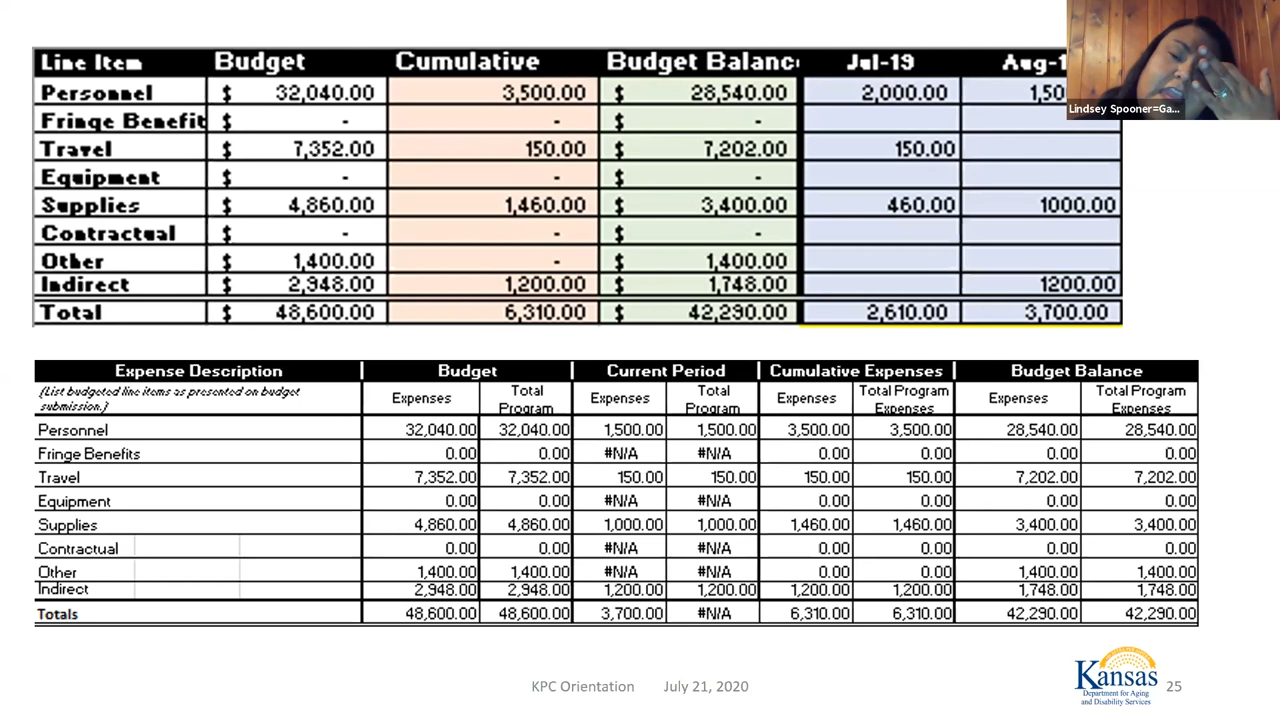 Line Item Budget Cumulative Budget Balanc Jul-19 Aug-1
Personnel $ 32,040.00 3,500.00 $ 28,540.00 2,000.00 1,50
Fringe Benefit $ - - $ -
Travel $ 7,352.00 150.00 $ 7,202.00 150.00
Equipment $ - - $ -
Supplies $ 4,860.00 1,460.00 $ 3,400.00 460.00 1000.00
Contractual $ - - $ -
Other $ 1,400.00 - $ 1,400.00
Indirect $ 2,948.00 1,200.00 $ 1,748.00 1200.00
Total $ 48,600.00 6,310.00 $ 42,290.00 2,610.00 3,700.00
Lindsey Spooner=Ga...
Expense Description Budget Current Period Cumulative Expenses Budget Balance
(List budgeted line items as presented on budget submission.) Expenses Total Program Expenses Total Program Expenses Total Program Expenses Expenses Total Program Expenses
Personnel 32,040.00 32,040.00 1,500.00 1,500.00 3,500.00 3,500.00 28,540.00 28,540.00
Fringe Benefits 0.00 0.00 #N/A #N/A 0.00 0.00 0.00 0.00
Travel 7,352.00 7,352.00 150.00 150.00 150.00 150.00 7,202.00 7,202.00
Equipment 0.00 0.00 #N/A #N/A 0.00 0.00 0.00 0.00
Supplies 4,860.00 4,860.00 1,000.00 1,000.00 1,460.00 1,460.00 3,400.00 3,400.00
Contractual 0.00 0.00 #N/A #N/A 0.00 0.00 0.00 0.00
Other 1,400.00 1,400.00 #N/A #N/A 0.00 0.00 1,400.00 1,400.00
Indirect 2,948.00 2,948.00 1,200.00 1,200.00 1,200.00 1,200.00 1,748.00 1,748.00
Totals 48,600.00 48,600.00 3,700.00 #N/A 6,310.00 6,310.00 42,290.00 42,290.00
KPC Orientation July 21, 2020
Kansas
Department for Aging
and Disability Services
25